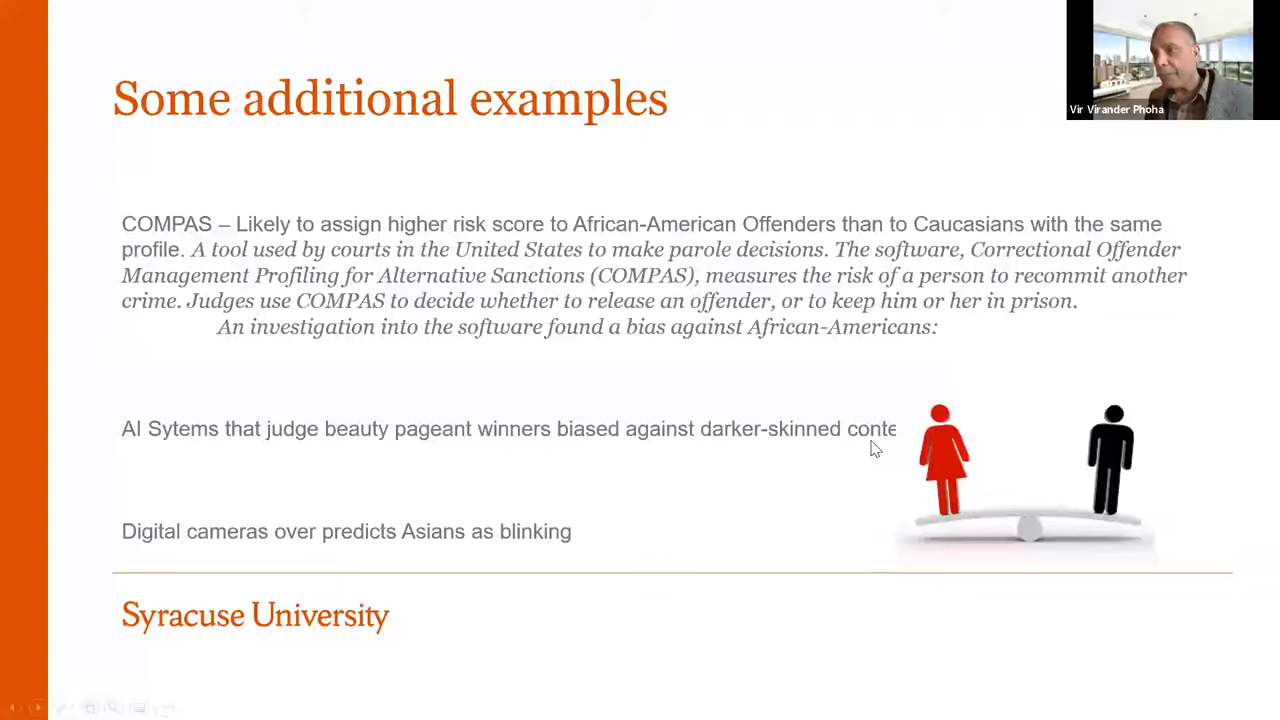 Some additional examples
Vir Virander Phoha
COMPAS – Likely to assign higher risk score to African-American Offenders than to Caucasians with the same
profile. A tool used by courts in the United States to make parole decisions. The software, Correctional Offender
Management Profiling for Alternative Sanctions (COMPAS), measures the risk of a person to recommit another
crime. Judges use COMPAS to decide whether to release an offender, or to keep him or her in prison.
An investigation into the software found a bias against African-Americans:
AI Sytems that judge beauty pageant winners biased against darker-skinned conte
Digital cameras over predicts Asians as blinking
Syracuse University